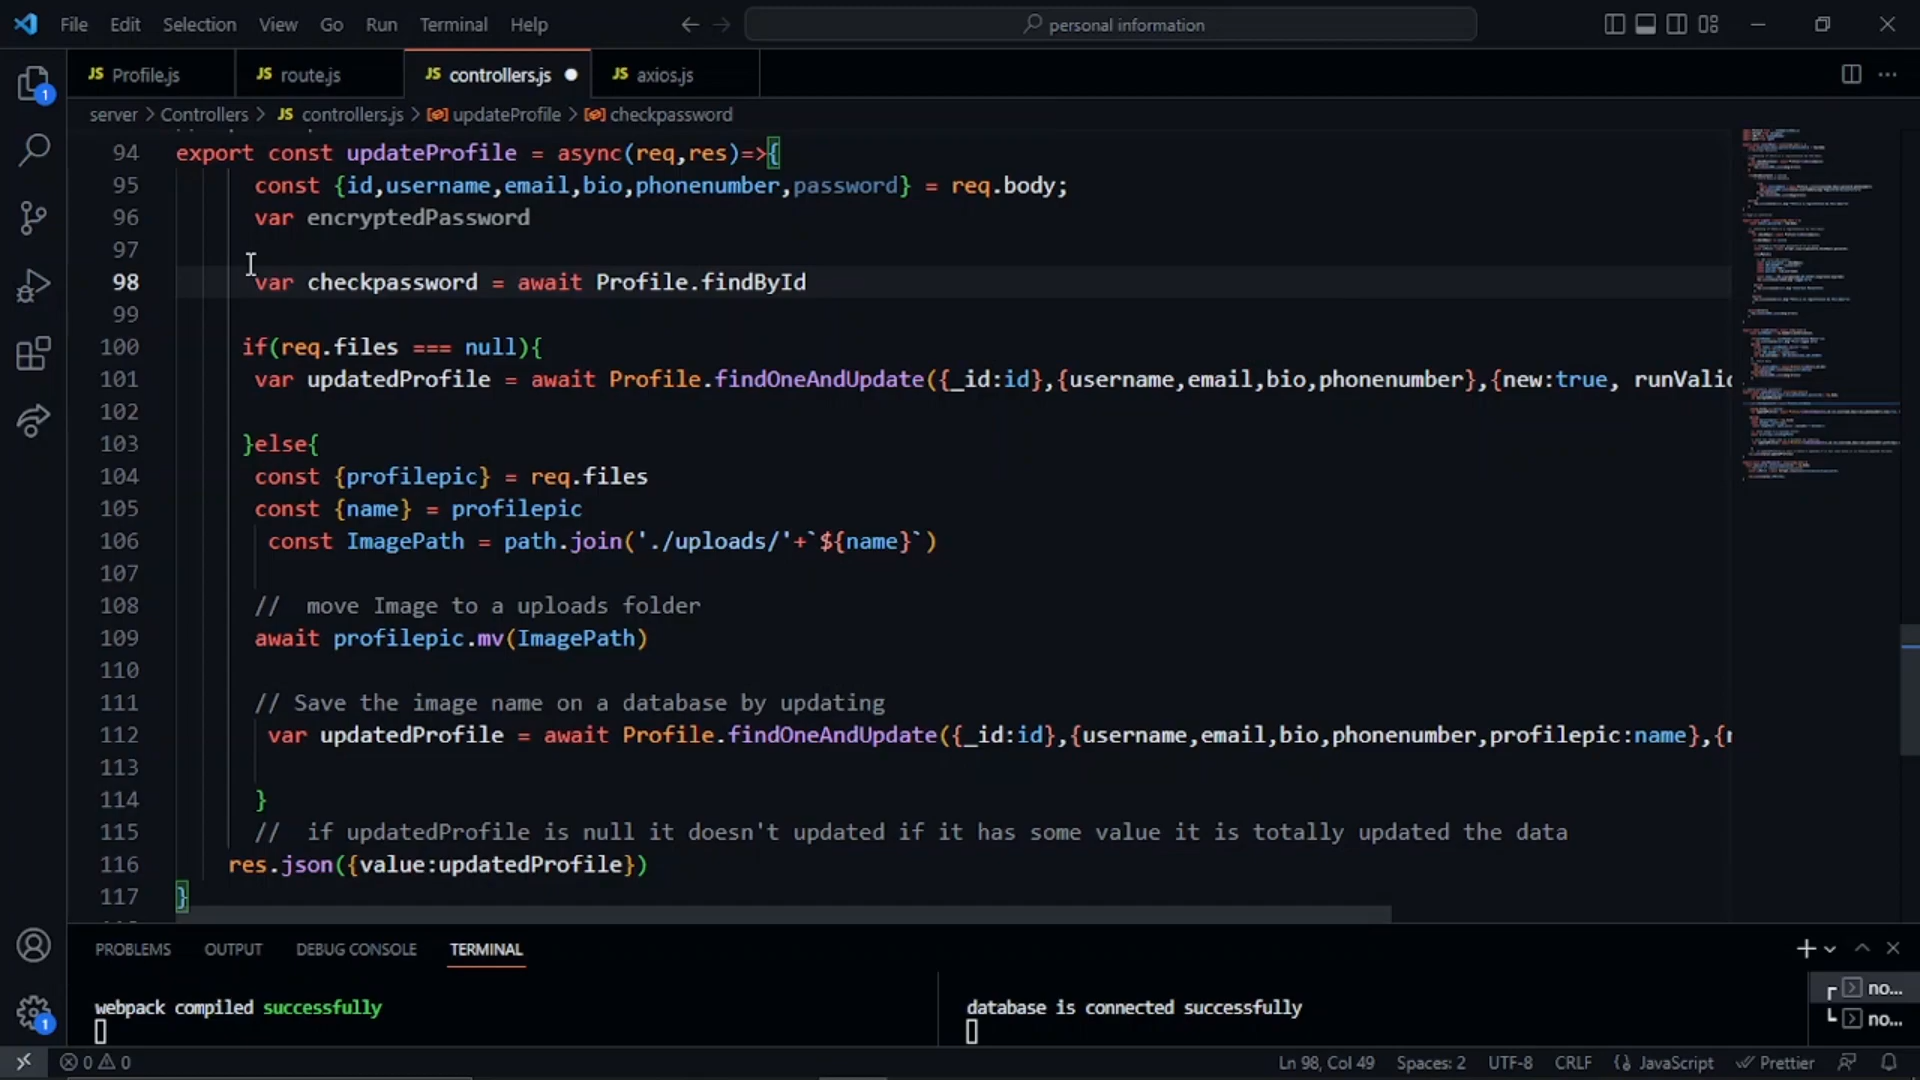 File Edit Selection View Go Run Terminal Help personal information
JS Profile.js JS route.js JS controllers.js JS axios.js
1
server > Controllers > JS controllers.js > updateProfile > checkpassword
94 export const updateProfile = async(req,res)=>{
95 const {id,username,email,bio,phonenumber,password} = req.body;
96 var encryptedPassword
97
98 var checkpassword = await Profile.findById
99
100 if(req.files === null){
101 var updatedProfile = await Profile.findOneAndUpdate({_id:id},{username,email,bio,phonenumber},{new:true, runValid
102
103 }else{
104 const {profilepic} = req.files
105 const {name} = profilepic
106 const ImagePath = path.join('./uploads/'+`${name}`)
107
108 // move Image to a uploads folder
109 await profilepic.mv(ImagePath)
110
111 // Save the image name on a database by updating
112 var updatedProfile = await Profile.findOneAndUpdate({_id:id},{username,email,bio,phonenumber,profilepic:name},{
113
114 }
115 // if updatedProfile is null it doesn't updated if it has some value it is totally updated the data
116 res.json({value:updatedProfile})
117 }
PROBLEMS OUTPUT DEBUG CONSOLE TERMINAL
webpack compiled successfully database is connected successfully
no...
no...
1
0 0 Ln 98, Col 49 Spaces: 2 UTF-8 CRLF {} JavaScript Prettier